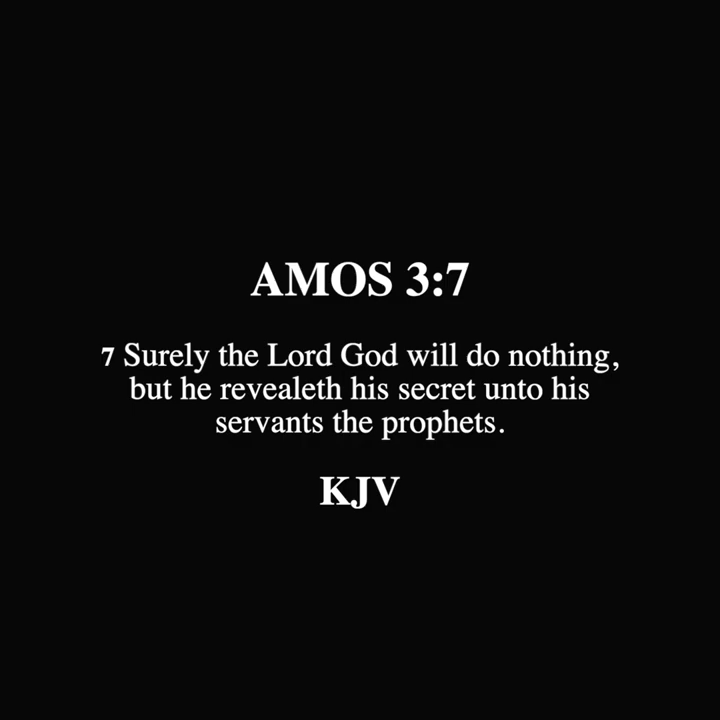 AMOS 3:7
7 Surely the Lord God will do nothing,
but he revealeth his secret unto his
servants the prophets.
KJV